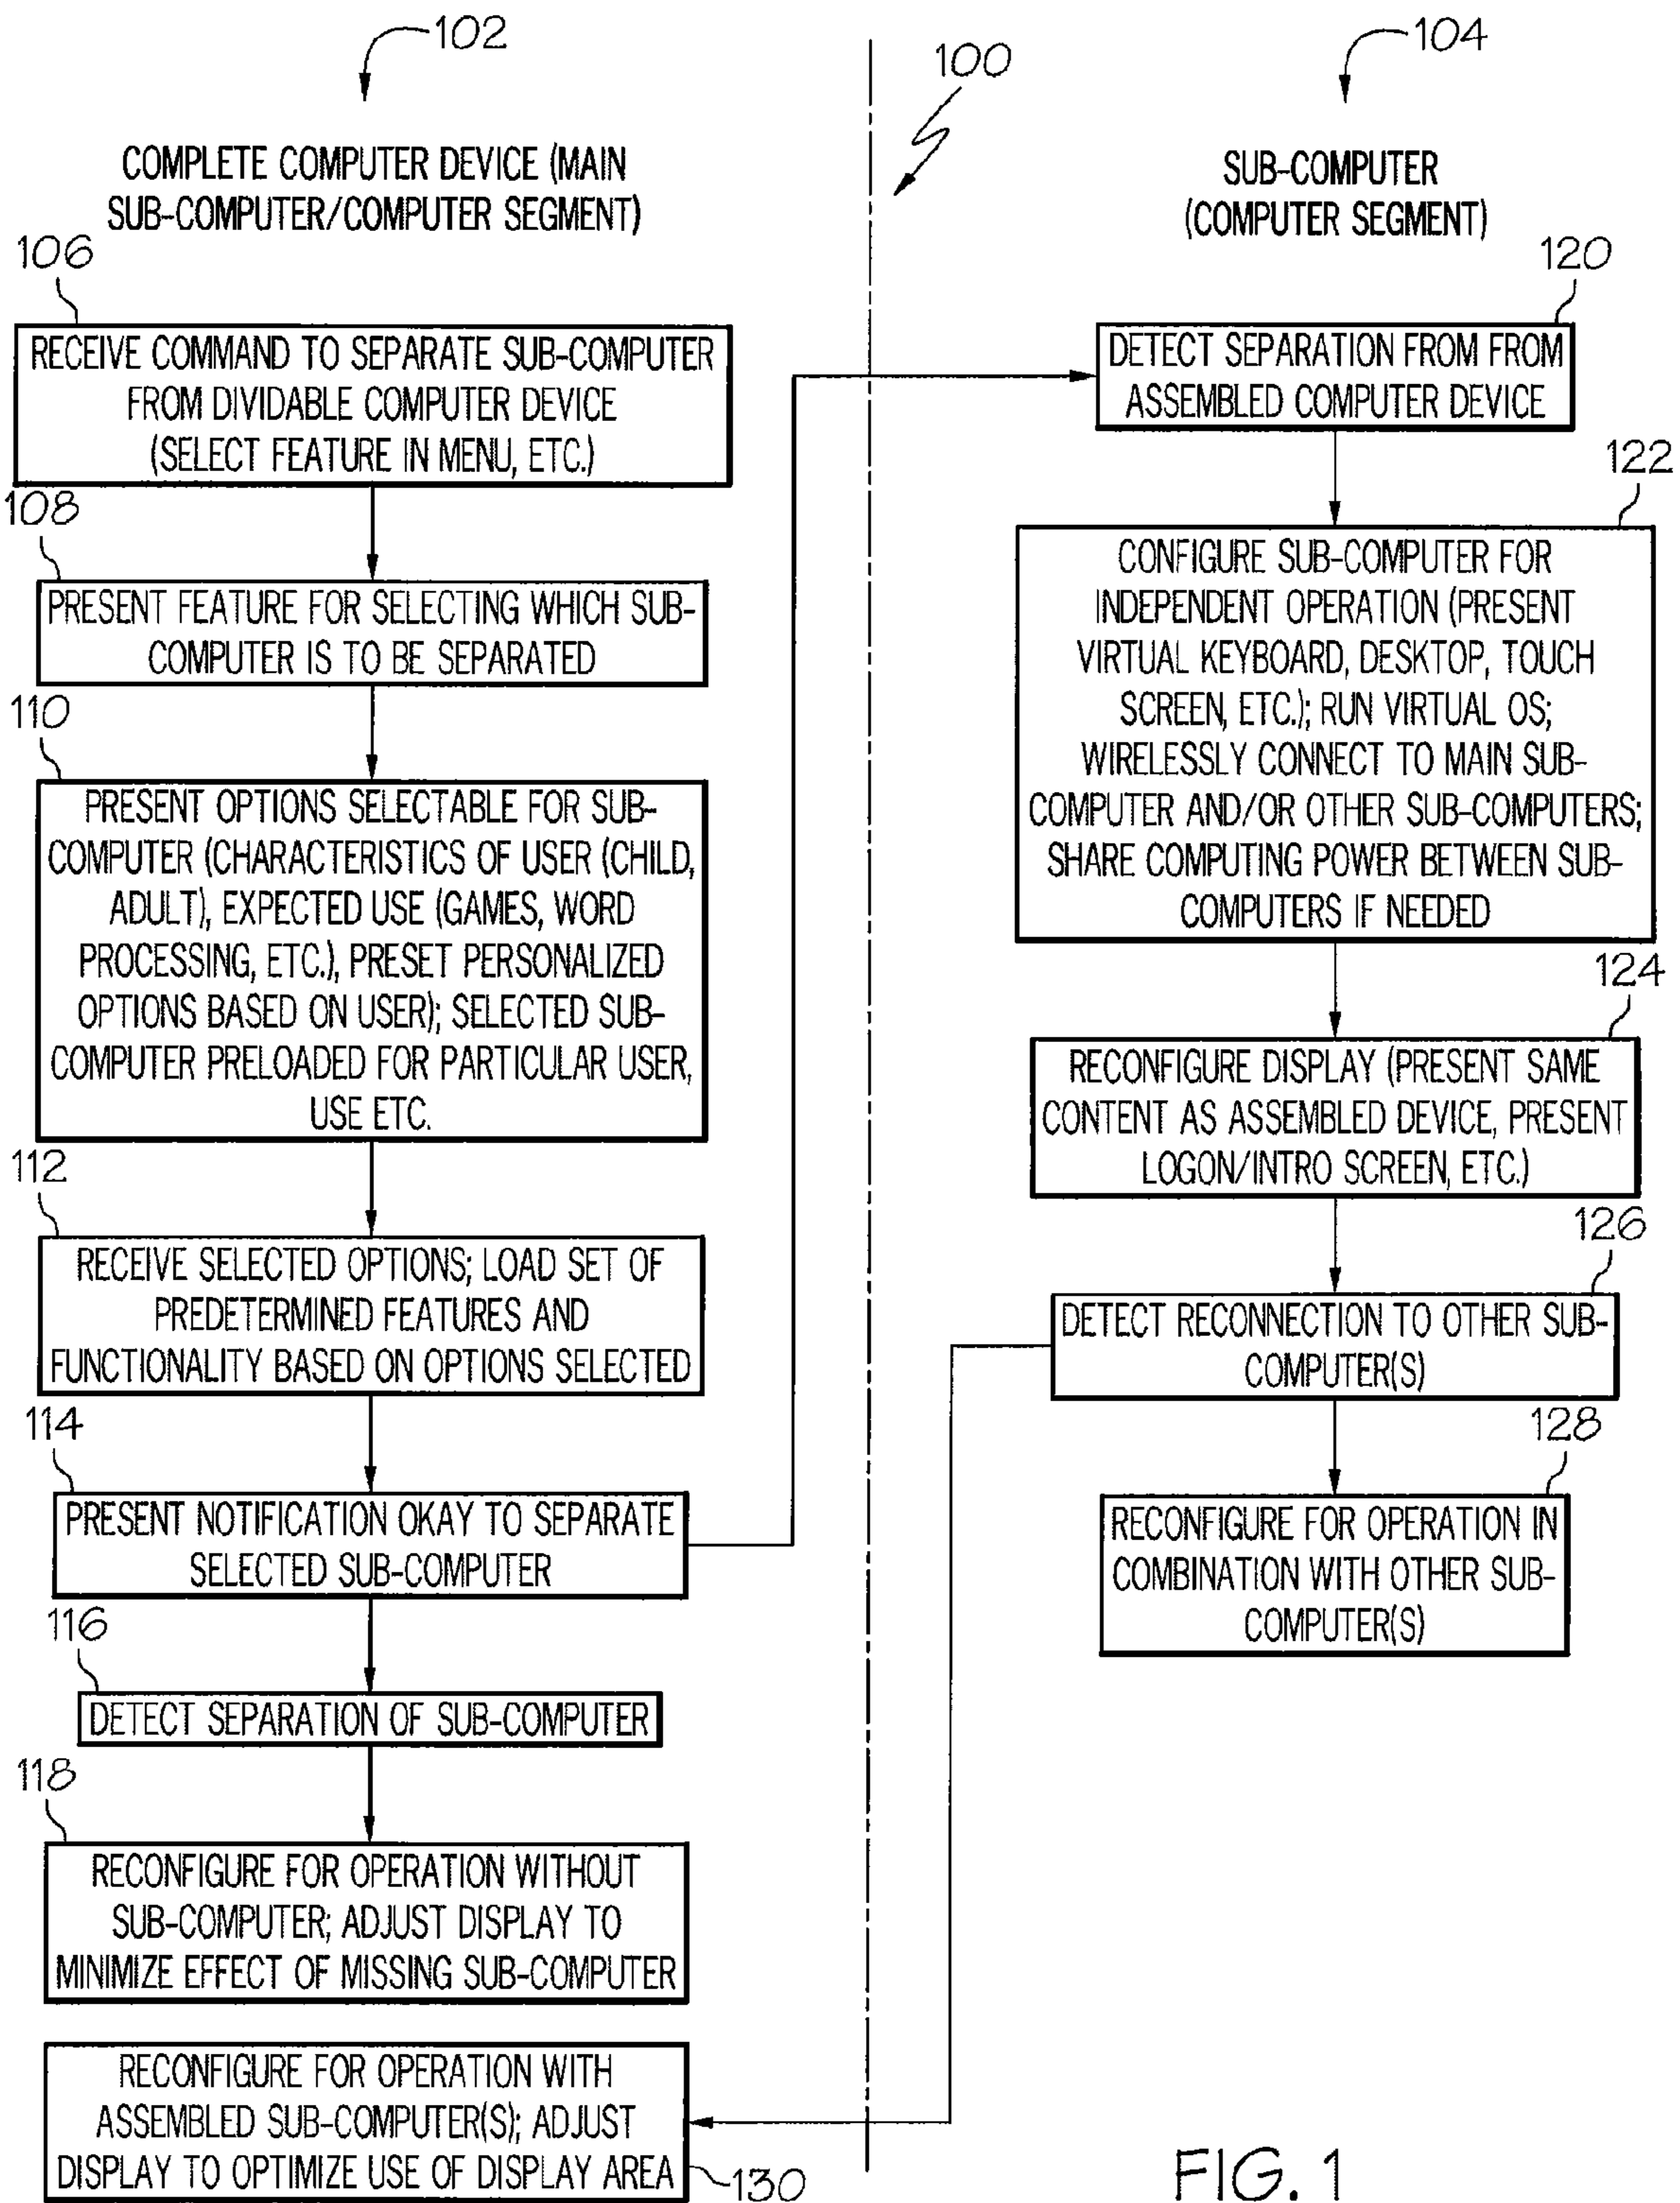 102
COMPLETE COMPUTER DEVICE (MAIN
SUB-COMPUTER/COMPUTER SEGMENT)
100
104
SUB-COMPUTER
(COMPUTER SEGMENT)
106
RECEIVE COMMAND TO SEPARATE SUB-COMPUTER
FROM DIVIDABLE COMPUTER DEVICE
(SELECT FEATURE IN MENU, ETC.)
108
PRESENT FEATURE FOR SELECTING WHICH SUB-
COMPUTER IS TO BE SEPARATED
110
PRESENT OPTIONS SELECTABLE FOR SUB-
COMPUTER (CHARACTERISTICS OF USER (CHILD,
ADULT), EXPECTED USE (GAMES, WORD
PROCESSING, ETC.), PRESET PERSONALIZED
OPTIONS BASED ON USER); SELECTED SUB-
COMPUTER PRELOADED FOR PARTICULAR USER,
USE ETC.
112
RECEIVE SELECTED OPTIONS; LOAD SET OF
PREDETERMINED FEATURES AND
FUNCTIONALITY BASED ON OPTIONS SELECTED
114
PRESENT NOTIFICATION OKAY TO SEPARATE
SELECTED SUB-COMPUTER
116
DETECT SEPARATION OF SUB-COMPUTER
118
RECONFIGURE FOR OPERATION WITHOUT
SUB-COMPUTER; ADJUST DISPLAY TO
MINIMIZE EFFECT OF MISSING SUB-COMPUTER
RECONFIGURE FOR OPERATION WITH
ASSEMBLED SUB-COMPUTER(S); ADJUST
DISPLAY TO OPTIMIZE USE OF DISPLAY AREA
130
120
DETECT SEPARATION FROM FROM
ASSEMBLED COMPUTER DEVICE
122
CONFIGURE SUB-COMPUTER FOR
INDEPENDENT OPERATION (PRESENT
VIRTUAL KEYBOARD, DESKTOP, TOUCH
SCREEN, ETC.); RUN VIRTUAL OS;
WIRELESSLY CONNECT TO MAIN SUB-
COMPUTER AND/OR OTHER SUB-COMPUTERS;
SHARE COMPUTING POWER BETWEEN SUB-
COMPUTERS IF NEEDED
124
RECONFIGURE DISPLAY (PRESENT SAME
CONTENT AS ASSEMBLED DEVICE, PRESENT
LOGON/INTRO SCREEN, ETC.)
126
DETECT RECONNECTION TO OTHER SUB-
COMPUTER(S)
128
RECONFIGURE FOR OPERATION IN
COMBINATION WITH OTHER SUB-
COMPUTER(S)
FIG. 1